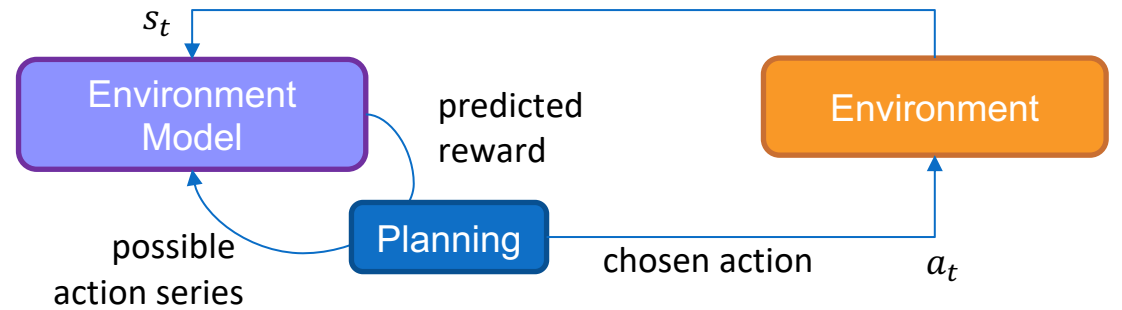 s_t
Environment
Model
predicted
reward
Environment
Planning
possible
action series
chosen action
a_t